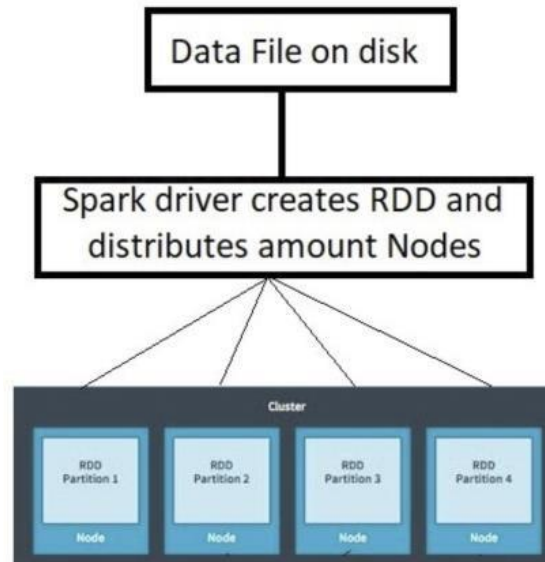 Data File on disk
Spark driver creates RDD and
distributes amount Nodes
Cluster
RDD
Partition 1
Node
RDD
Partition 2
Node
RDD
Partition 3
Node
RDD
Partition 4
Node